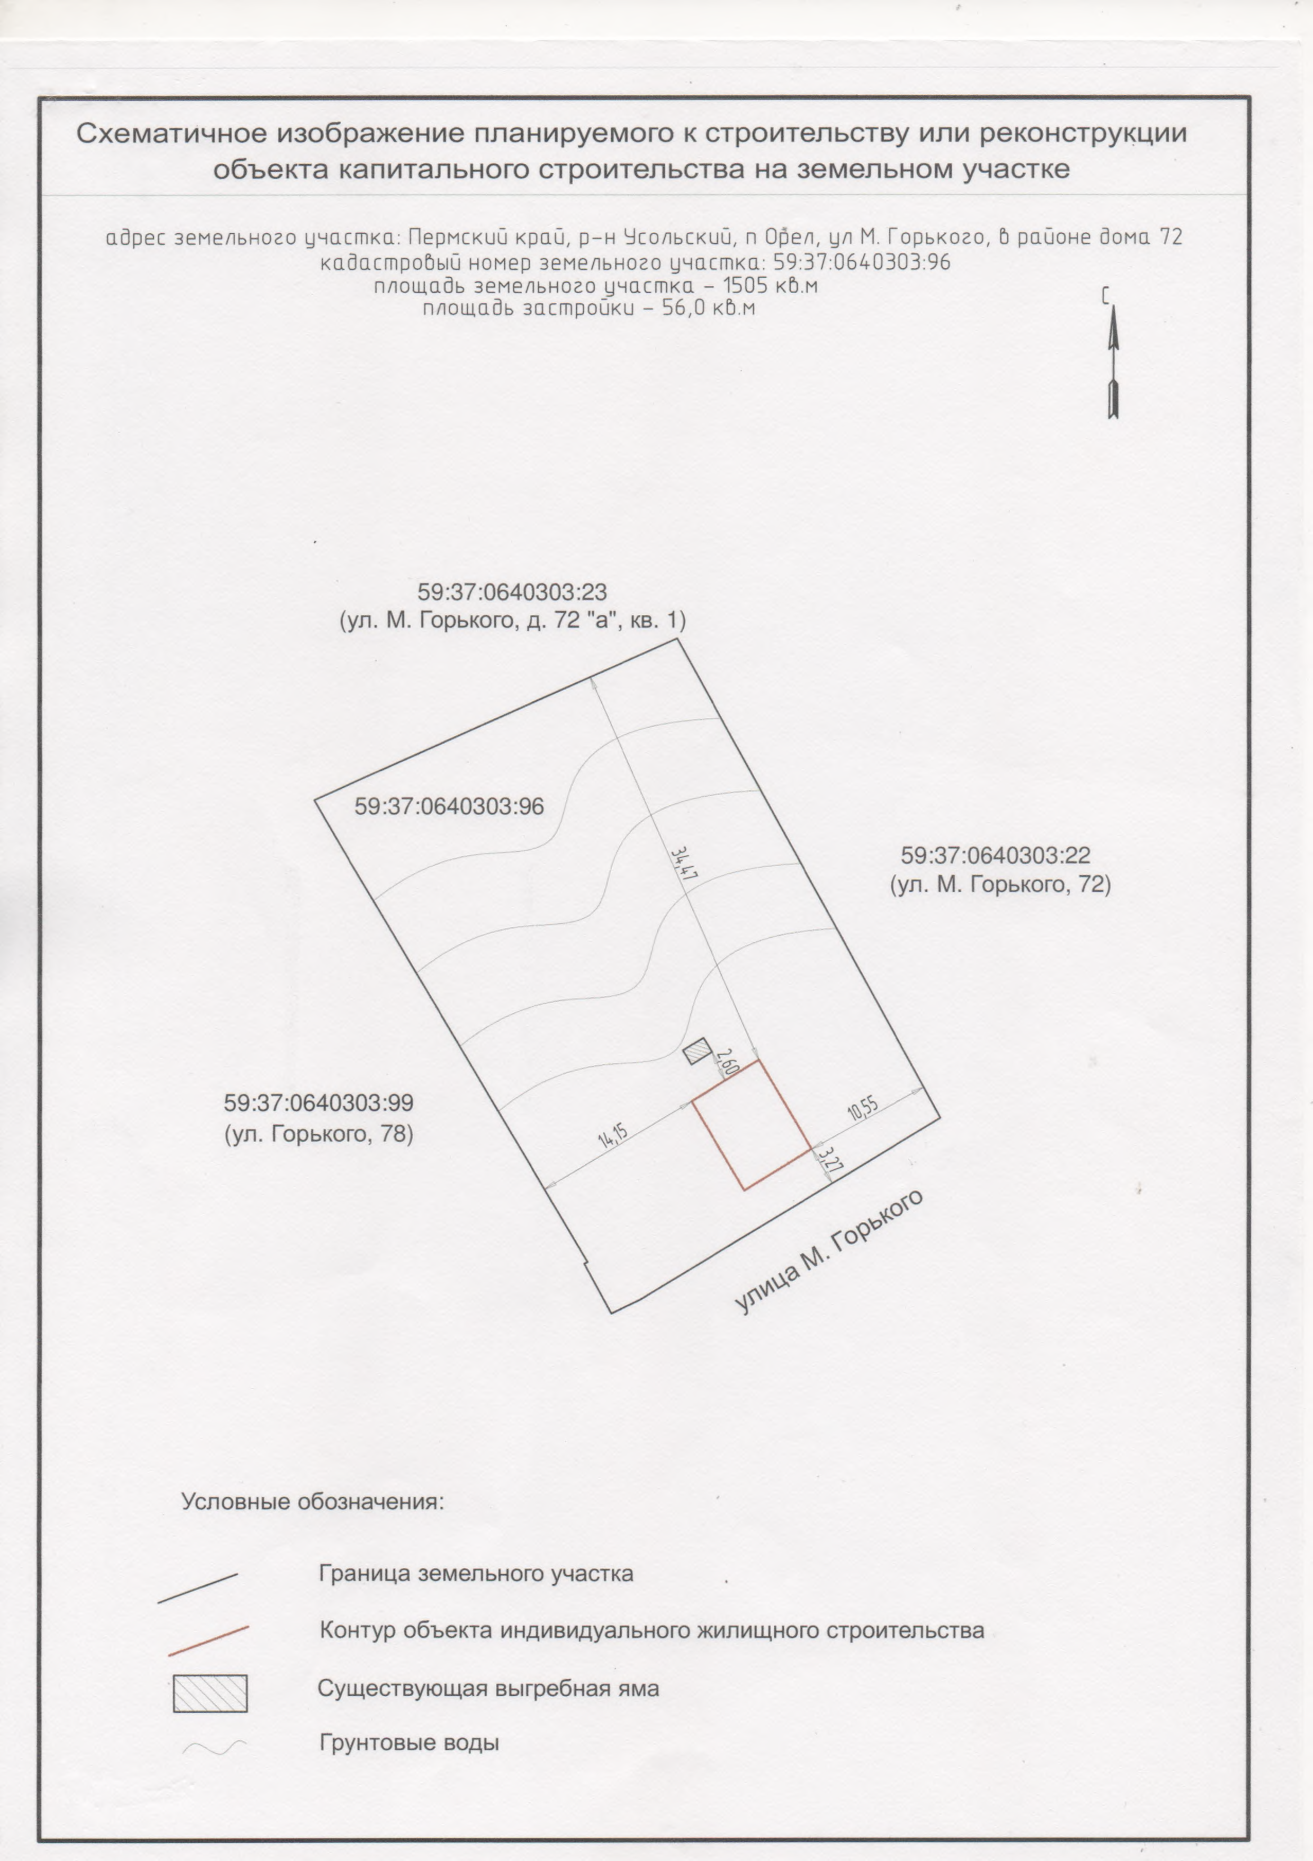 Схематичное изображение планируемого к строительству или реконструкции
объекта капитального строительства на земельном участке
адрес земельного участка: Пермский край, р-н Усольский, п Орел, ул М. Горького, в районе дома 72
кадастровый номер земельного участка: 59:37:0640303:96
площадь земельного участка – 1505 кв.м
площадь застройки – 56,0 кв.м
С
59:37:0640303:23
(ул. М. Горького, д. 72 "а", кв. 1)
59:37:0640303:96
34,47
59:37:0640303:22
(ул. М. Горького, 72)
2,60
59:37:0640303:99
(ул. Горького, 78)
14,15
10,55
3,27
улица М. Горького
Условные обозначения:
Граница земельного участка
Контур объекта индивидуального жилищного строительства
Существующая выгребная яма
Грунтовые воды